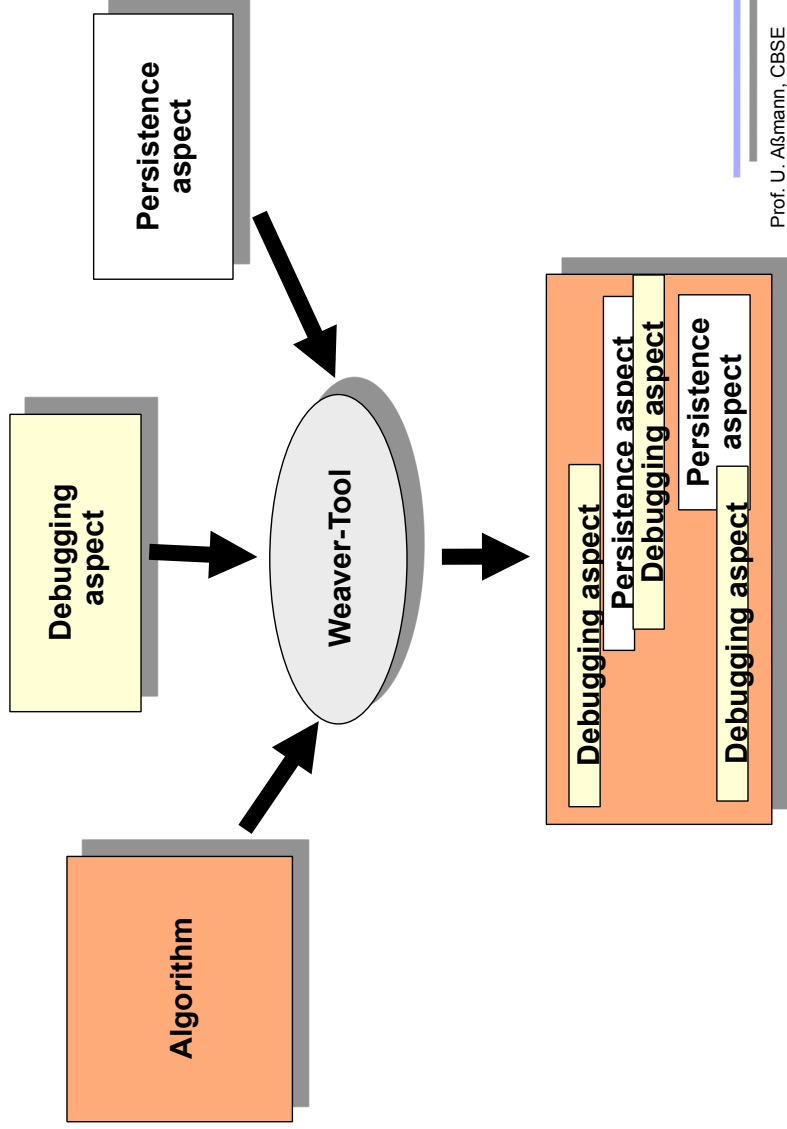 Algorithm
Debugging
aspect
Persistence
aspect
Weaver-Tool
Debugging aspect
Persistence aspect
Debugging aspect
Persistence
aspect
Debugging aspect
Prof. U. Aßmann, CBSE